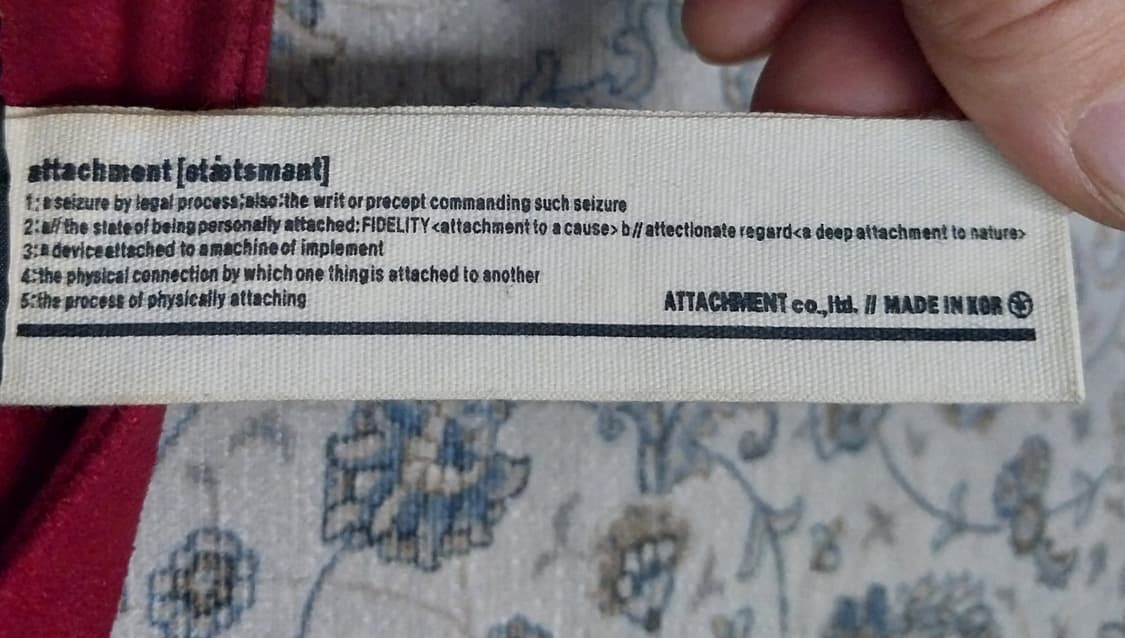 attachment [ətǽtsmənt]
1:a seizure by legal process;also:the writ or precept commanding such seizure
2:a//the state of being personally attached:FIDELITY<attachment to a cause> b//attectionate regard<a deep attachment to nature>
3:a device attached to a machine of implement
4:the physical connection by which one thing is attached to another
5:the process of physically attaching
ATTACHMENT co.,ltd. // MADE IN KOR